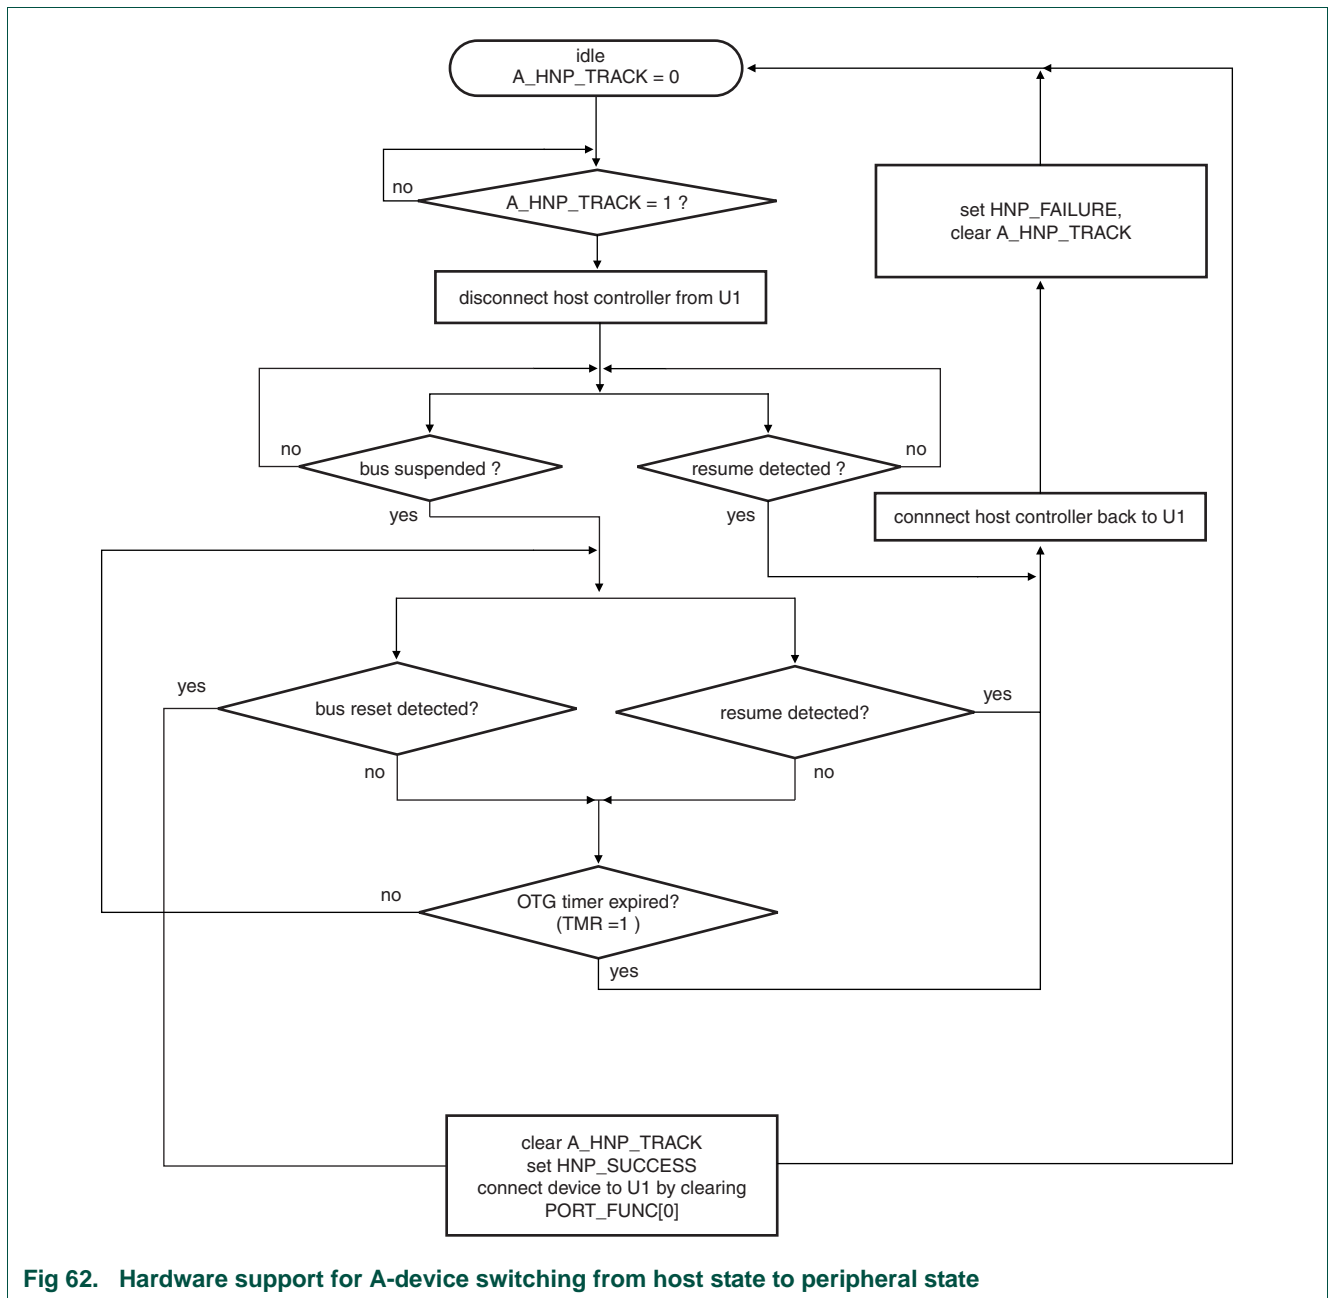 idle
A_HNP_TRACK = 0
no
A_HNP_TRACK = 1 ?
set HNP_FAILURE,
clear A_HNP_TRACK
disconnect host controller from U1
no
bus suspended ?
resume detected ?
no
yes
yes
connnect host controller back to U1
yes
bus reset detected?
resume detected?
yes
no
no
no
OTG timer expired?
(TMR =1 )
yes
clear A_HNP_TRACK
set HNP_SUCCESS
connect device to U1 by clearing
PORT_FUNC[0]
Fig 62. Hardware support for A-device switching from host state to peripheral state